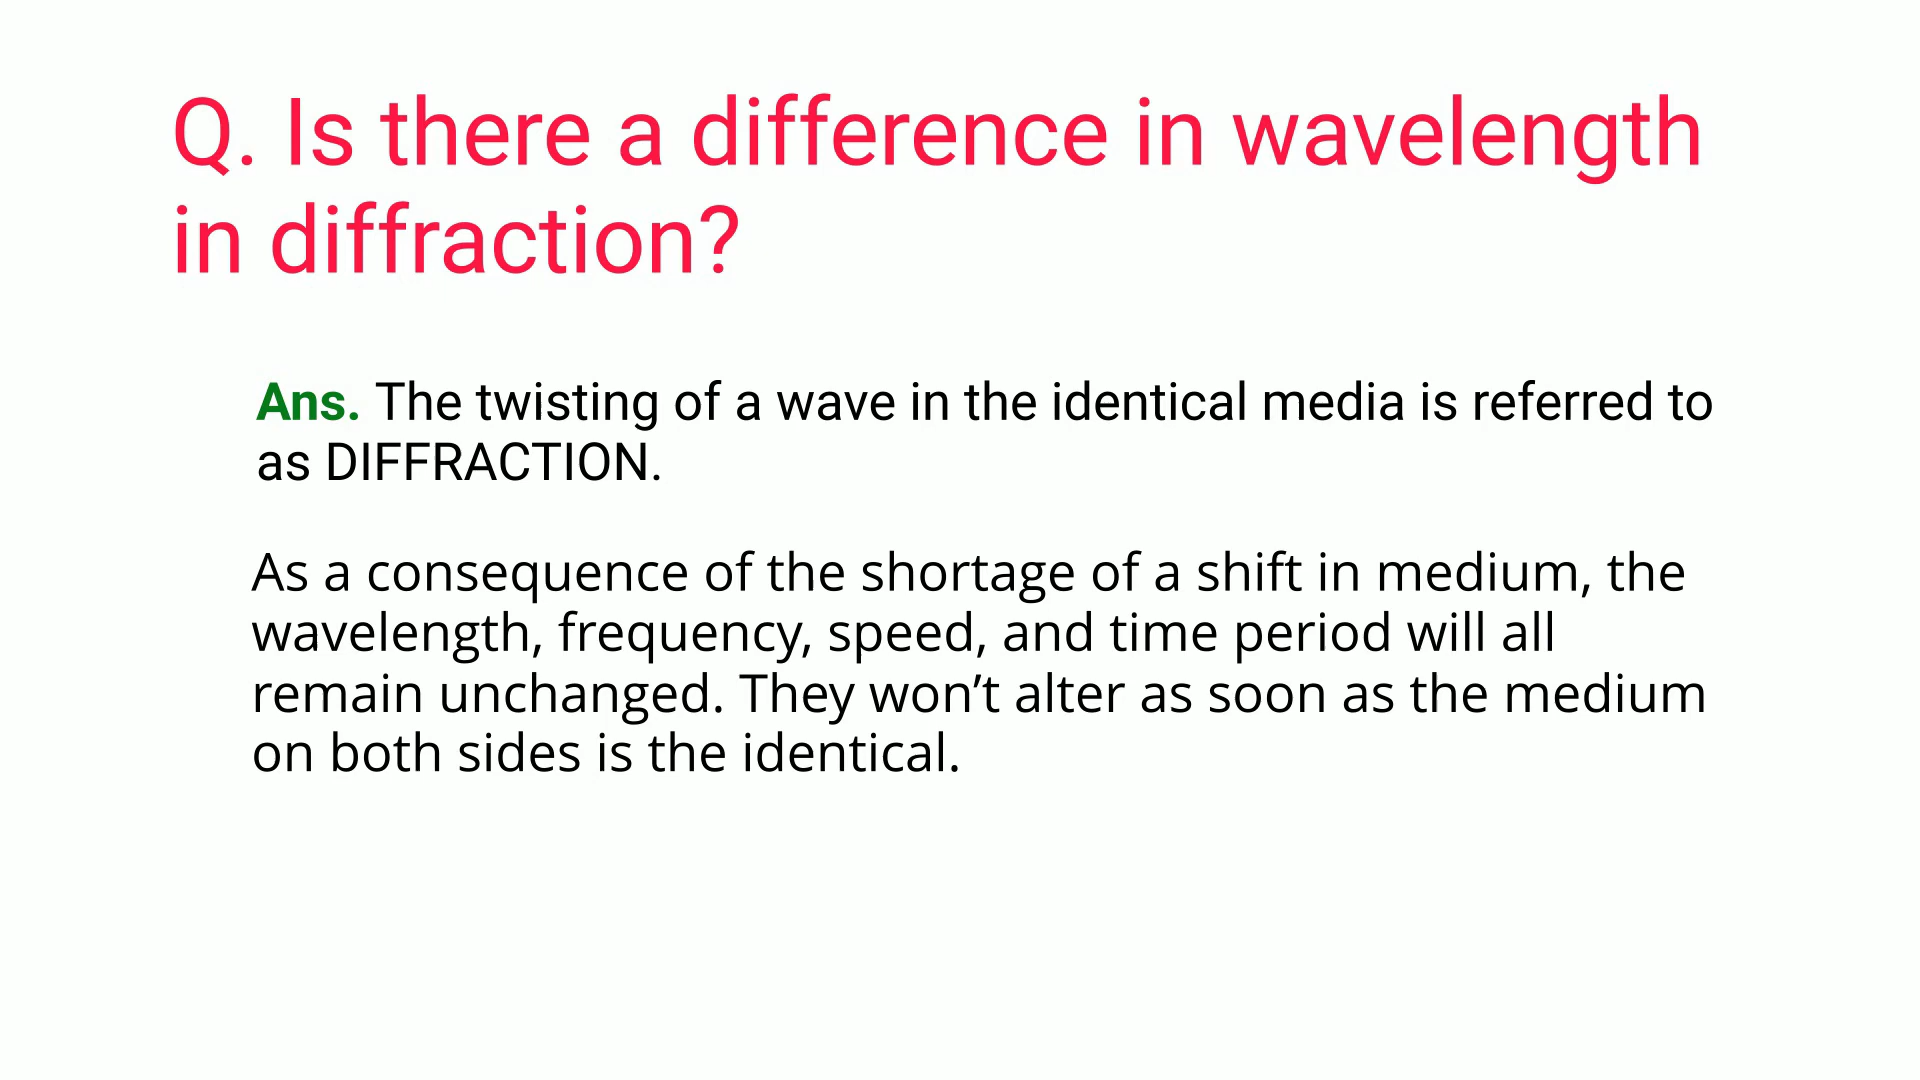 Q. Is there a difference in wavelength
in diffraction?
Ans. The twisting of a wave in the identical media is referred to
as DIFFRACTION.
As a consequence of the shortage of a shift in medium, the
wavelength, frequency, speed, and time period will all
remain unchanged. They won’t alter as soon as the medium
on both sides is the identical.